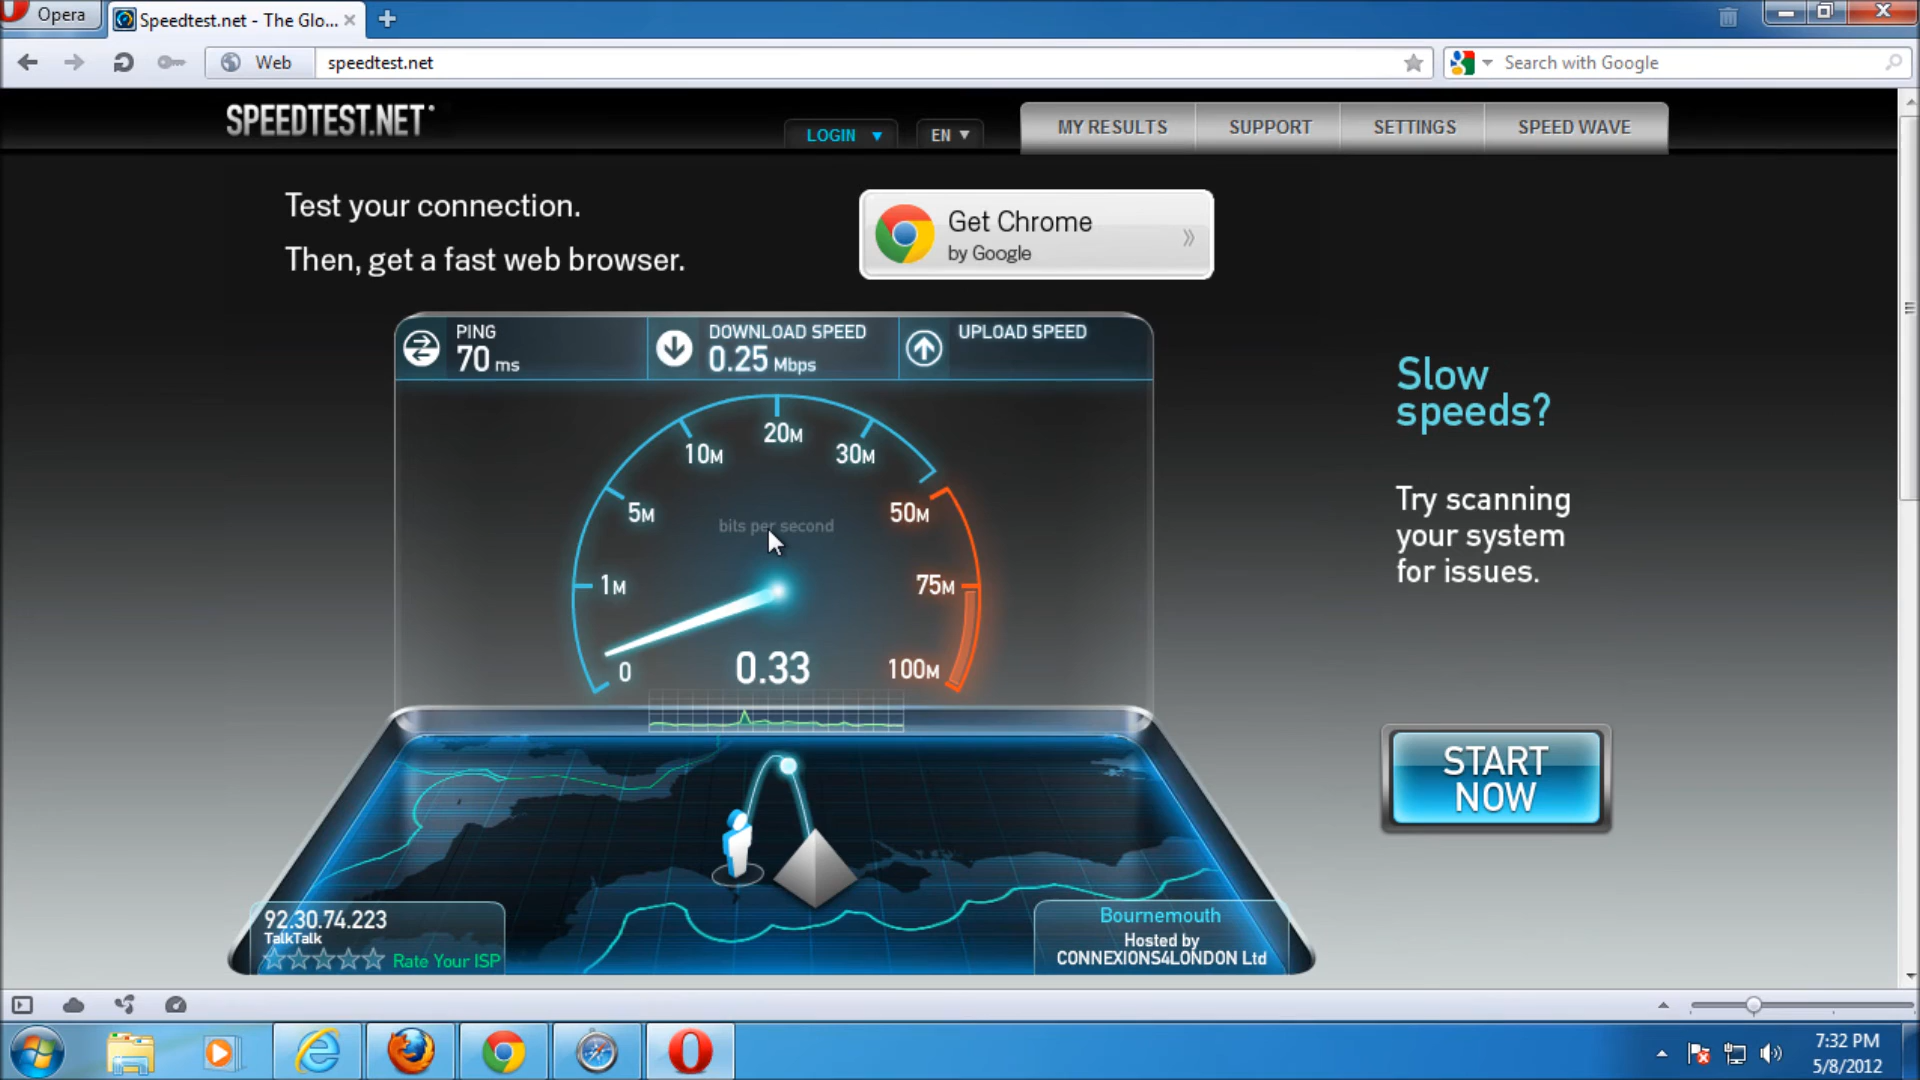 Opera
Speedtest.net - The Glo...
Web
speedtest.net
Search with Google
SPEEDTEST.NET
LOGIN
EN
MY RESULTS
SUPPORT
SETTINGS
SPEED WAVE
Test your connection.
Then, get a fast web browser.
Get Chrome
by Google
PING
70 ms
DOWNLOAD SPEED
0.25 Mbps
UPLOAD SPEED
20M
10M
30M
5M
50M
bits per second
1M
75M
0
0.33
100M
Slow
speeds?
Try scanning
your system
for issues.
START
NOW
92.30.74.223
TalkTalk
Rate Your ISP
Bournemouth
Hosted by
CONNEXIONS4LONDON Ltd
7:32 PM
5/8/2012